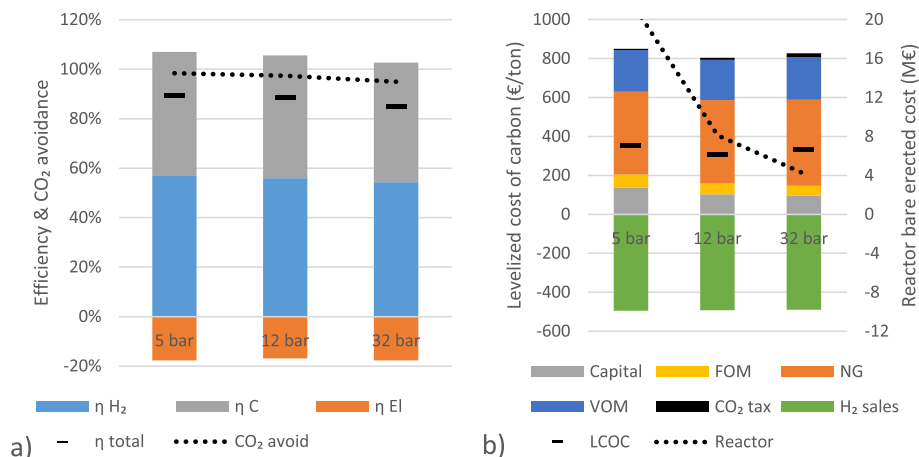 120%
100%
80%
60%
40%
20%
0%
-20%
Efficiency & CO₂ avoidance
5 bar 12 bar 32 bar
η H₂ η C η El
η total CO₂ avoid
a)
1000
800
600
400
200
0
-200
-400
-600
Levelized cost of carbon (€/ton)
5 bar 12 bar 32 bar
20
16
12
8
4
0
-4
-8
-12
Reactor bare erected cost (M€)
Capital FOM NG
VOM CO₂ tax H₂ sales
LCOC Reactor
b)